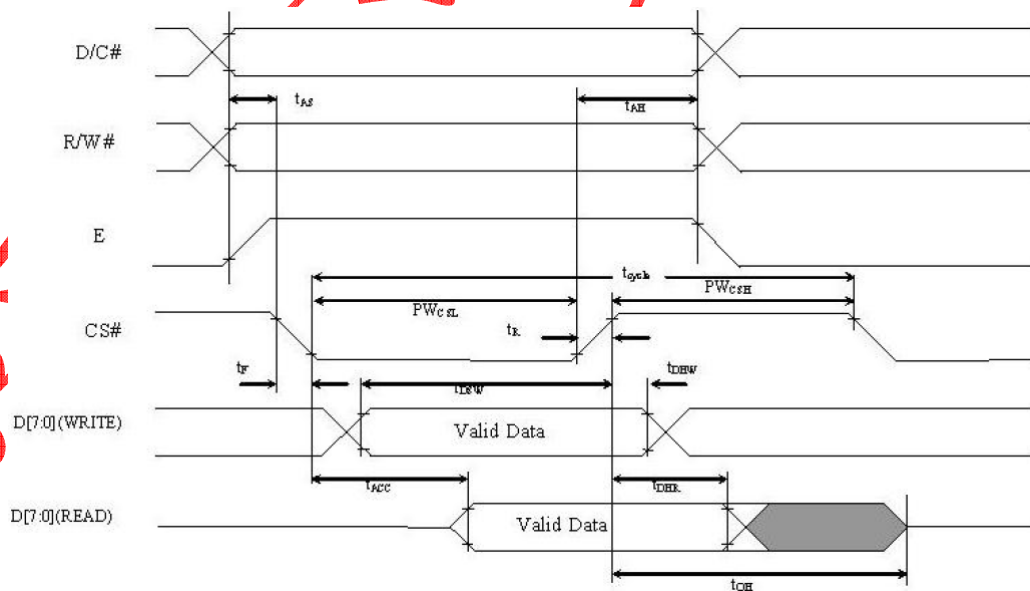 D/C#
tAS
tAH
R/W#
E
tcycle
PWCSH
PWCSL
CS#
tR
tF
tDSW
tDHW
D[7:0](WRITE)
Valid Data
tACC
tDHR
D[7:0](READ)
Valid Data
tOH